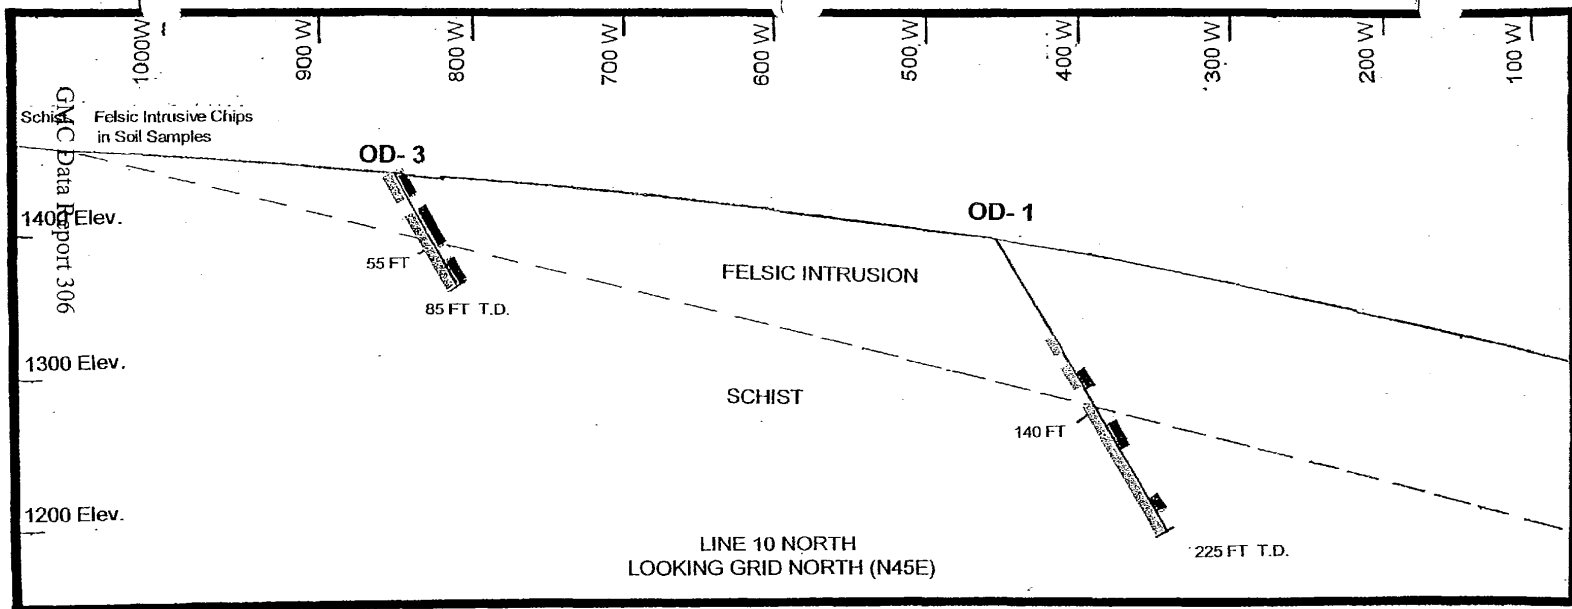 1000W
900 W
800 W
700 W
600 W
500 W
400 W
300 W
200 W
100 W
GMC Data Report 306
Schist Felsic Intrusive Chips
in Soil Samples
OD-3
1400 Elev.
OD-1
55 FT
FELSIC INTRUSION
85 FT T.D.
1300 Elev.
SCHIST
140 FT
1200 Elev.
LINE 10 NORTH
225 FT T.D.
LOOKING GRID NORTH (N45E)